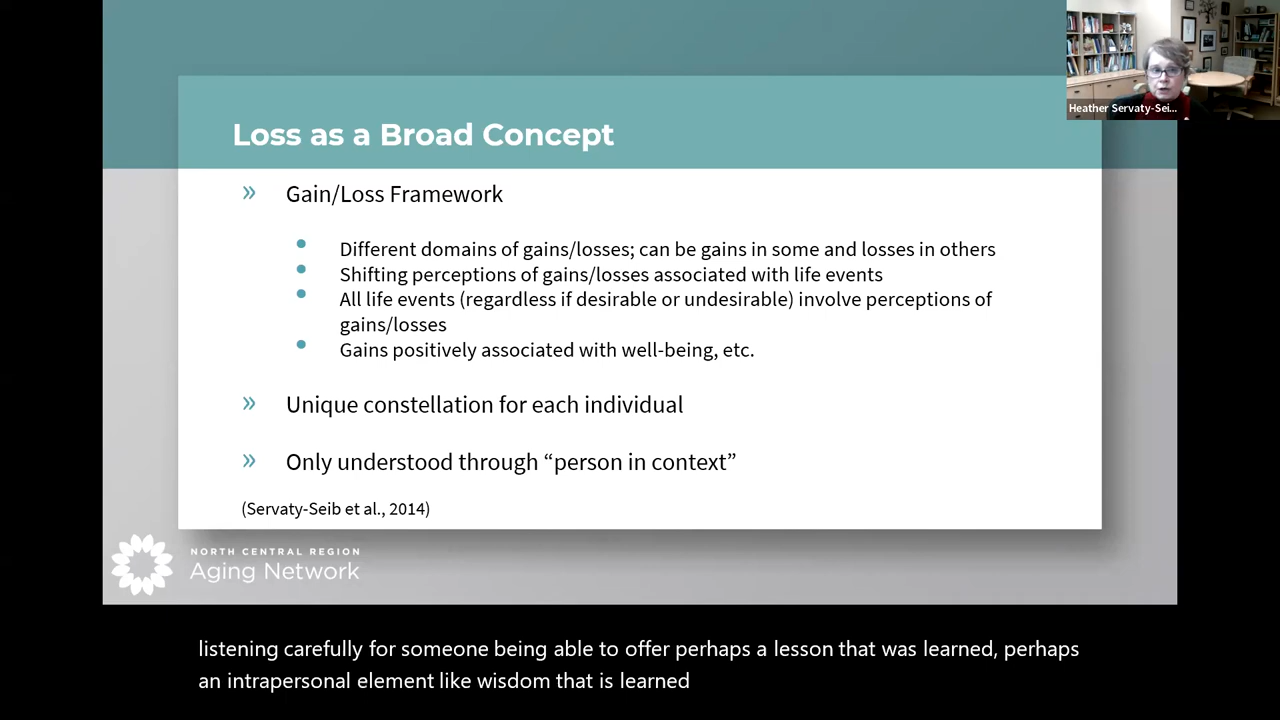 Heather Servaty-Sei...
Loss as a Broad Concept
» Gain/Loss Framework
• Different domains of gains/losses; can be gains in some and losses in others
• Shifting perceptions of gains/losses associated with life events
• All life events (regardless if desirable or undesirable) involve perceptions of
gains/losses
• Gains positively associated with well-being, etc.
» Unique constellation for each individual
» Only understood through “person in context”
(Servaty-Seib et al., 2014)
NORTH CENTRAL REGION
Aging Network
listening carefully for someone being able to offer perhaps a lesson that was learned, perhaps
an intrapersonal element like wisdom that is learned